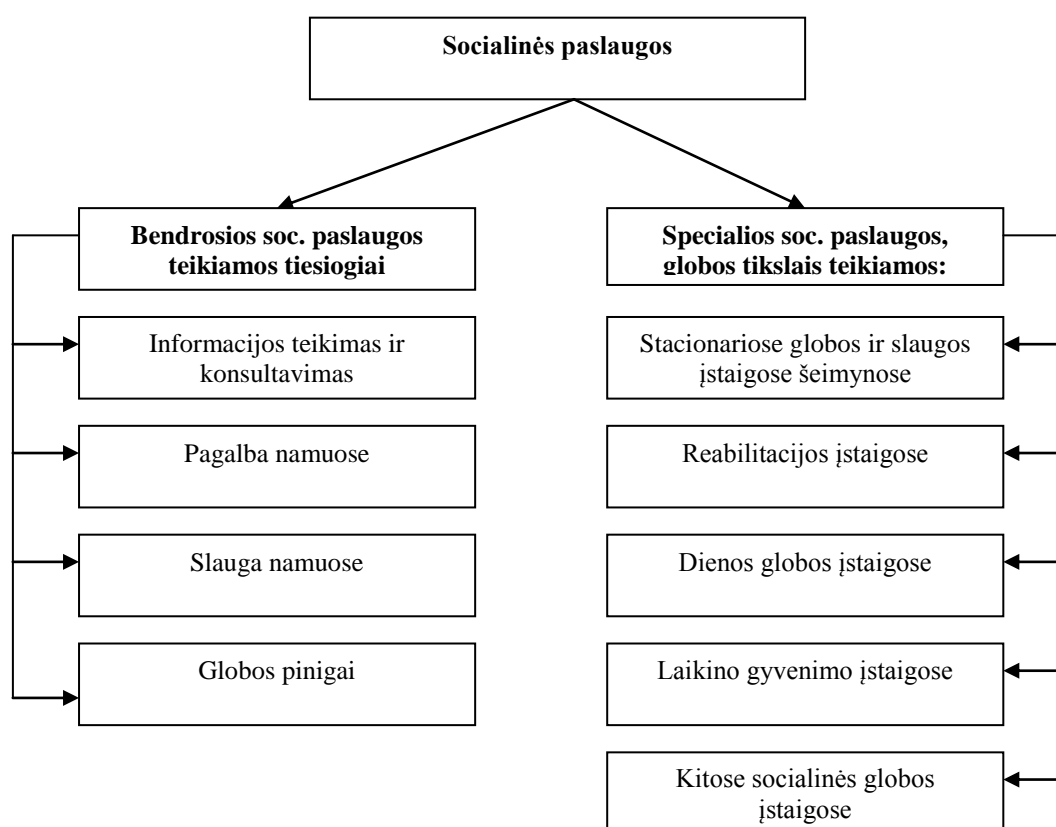 Socialinės paslaugos
Bendrosios soc. paslaugos
teikiamos tiesiogiai
Informacijos teikimas ir
konsultavimas
Pagalba namuose
Slauga namuose
Globos pinigai
Specialios soc. paslaugos,
globos tikslais teikiamos:
Stacionariose globos ir slaugos
įstaigose šeimynose
Reabilitacijos įstaigose
Dienos globos įstaigose
Laikino gyvenimo įstaigose
Kitose socialinės globos
įstaigose